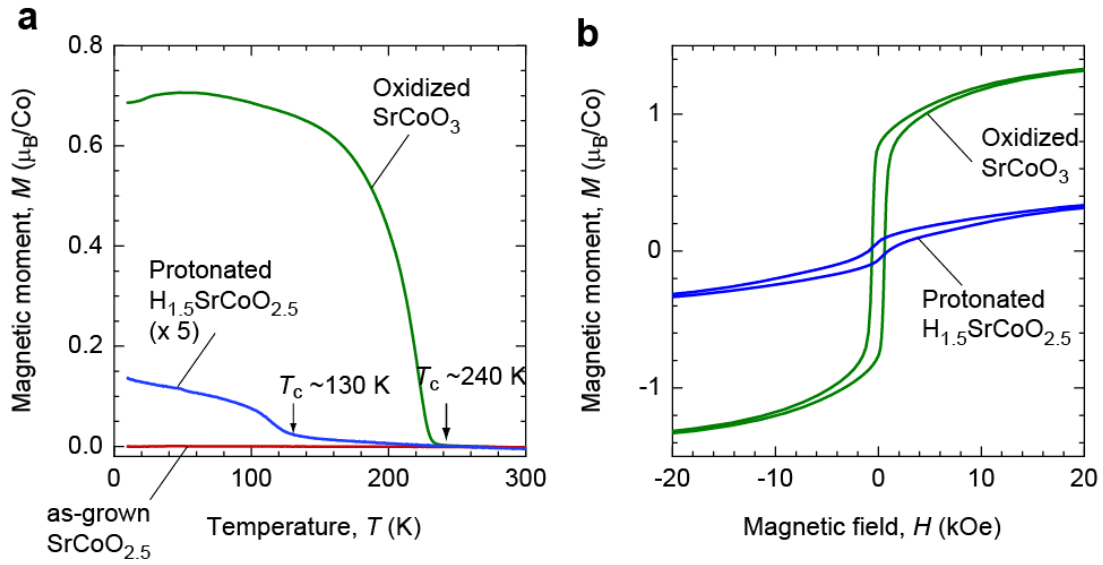 a
0.8
0.6
0.4
0.2
0.0
Magnetic moment, M (μB/Co)
Oxidized
SrCoO3
Protonated
H1.5SrCoO2.5
(x 5)
Tc ~130 K
Tc ~240 K
0
100
200
300
as-grown
SrCoO2.5
Temperature, T (K)
b
1
0
-1
Magnetic moment, M (μB/Co)
Oxidized
SrCoO3
Protonated
H1.5SrCoO2.5
-20
-10
0
10
20
Magnetic field, H (kOe)